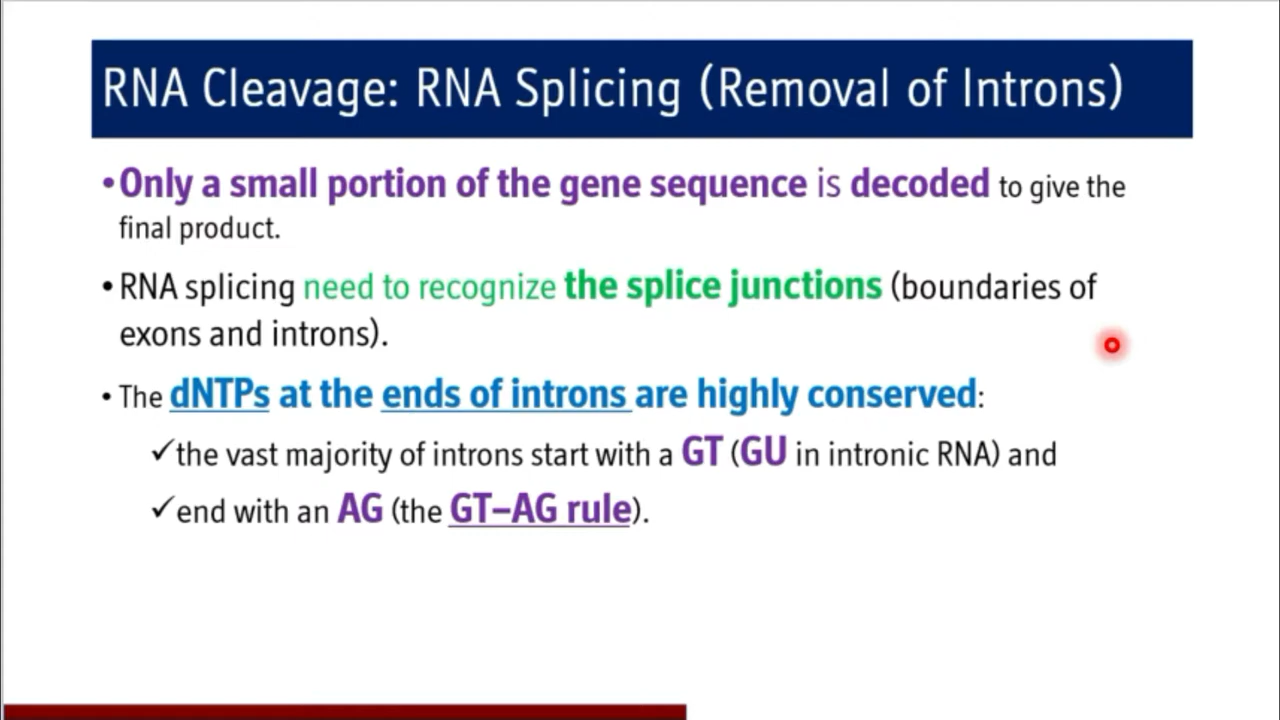 RNA Cleavage: RNA Splicing (Removal of Introns)
•Only a small portion of the gene sequence is decoded to give the
final product.
•RNA splicing need to recognize the splice junctions (boundaries of
exons and introns).
• The dNTPs at the ends of introns are highly conserved:
✓the vast majority of introns start with a GT (GU in intronic RNA) and
✓end with an AG (the GT–AG rule).